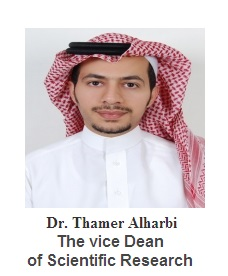 Dr. Thamer Alharbi
The vice Dean
of Scientific Research